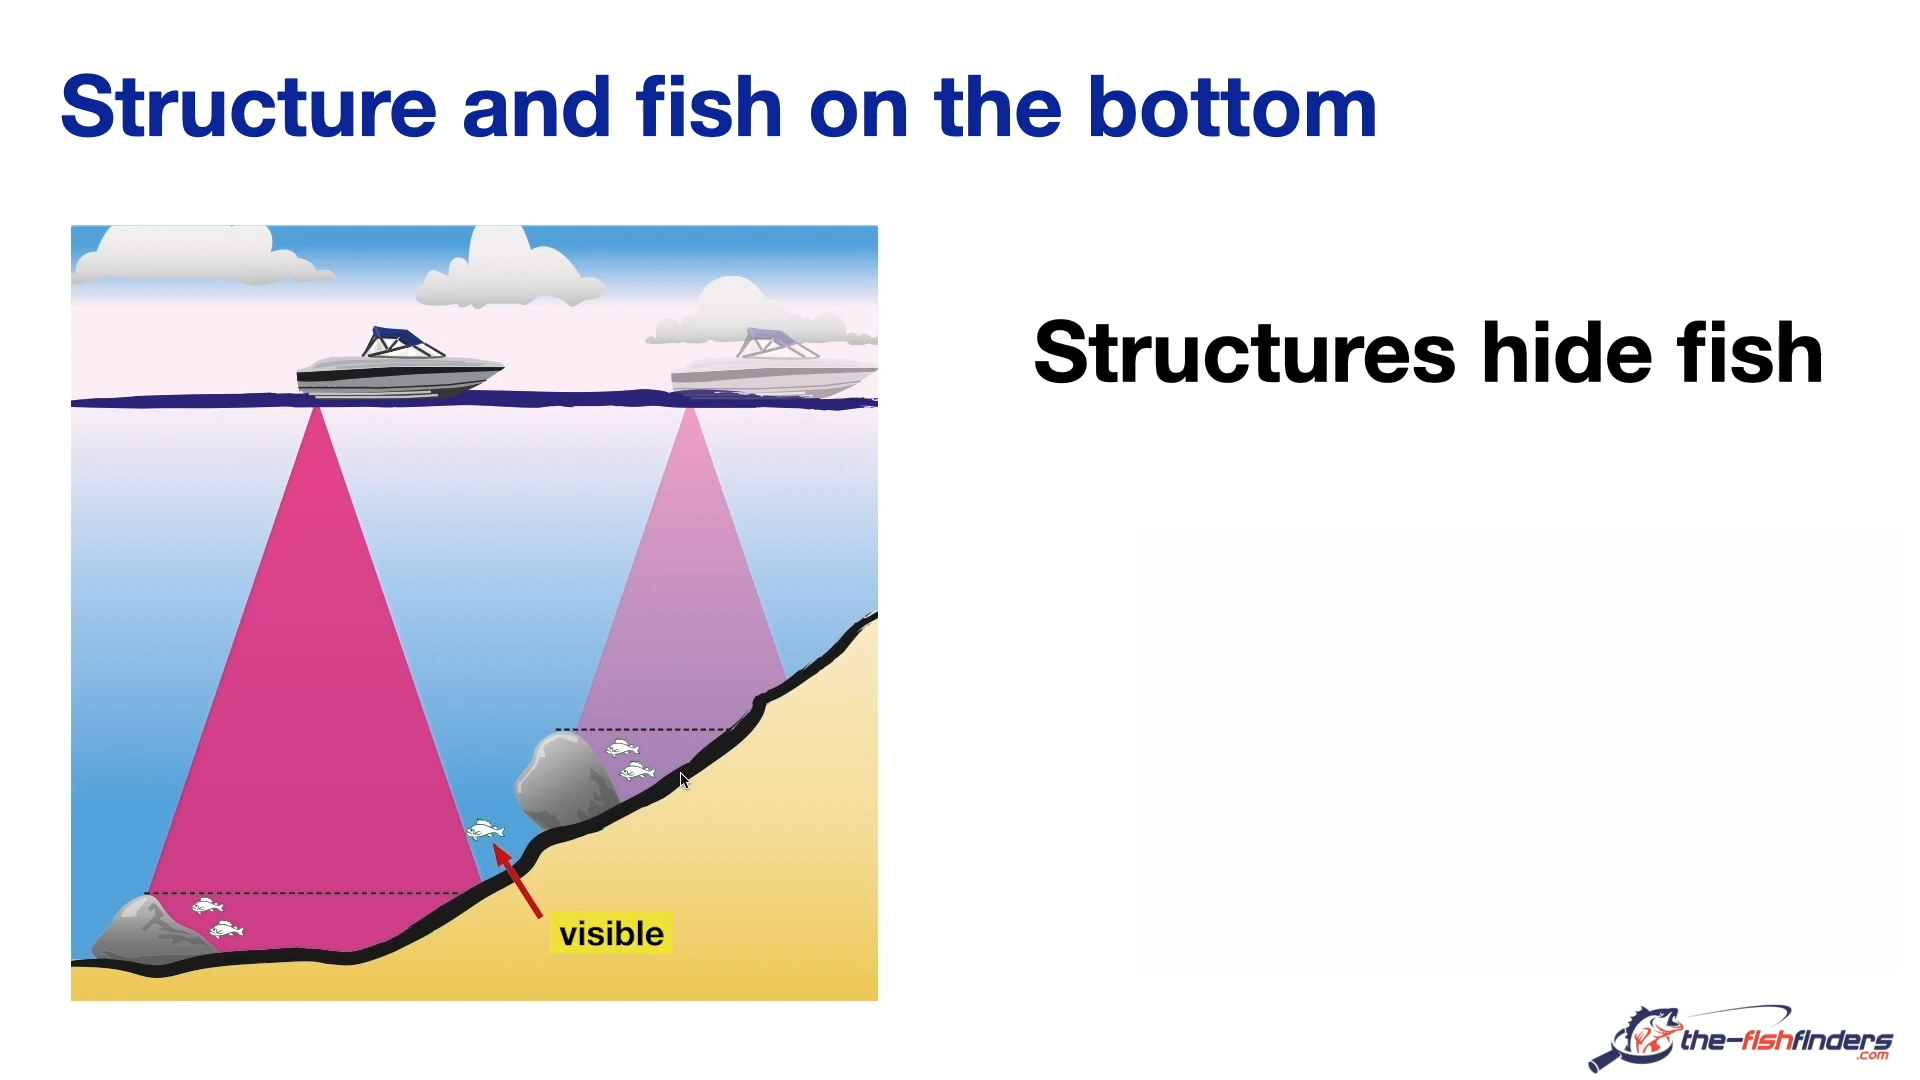 Structure and fish on the bottom
Structures hide fish
visible
the-fishfinders
.com